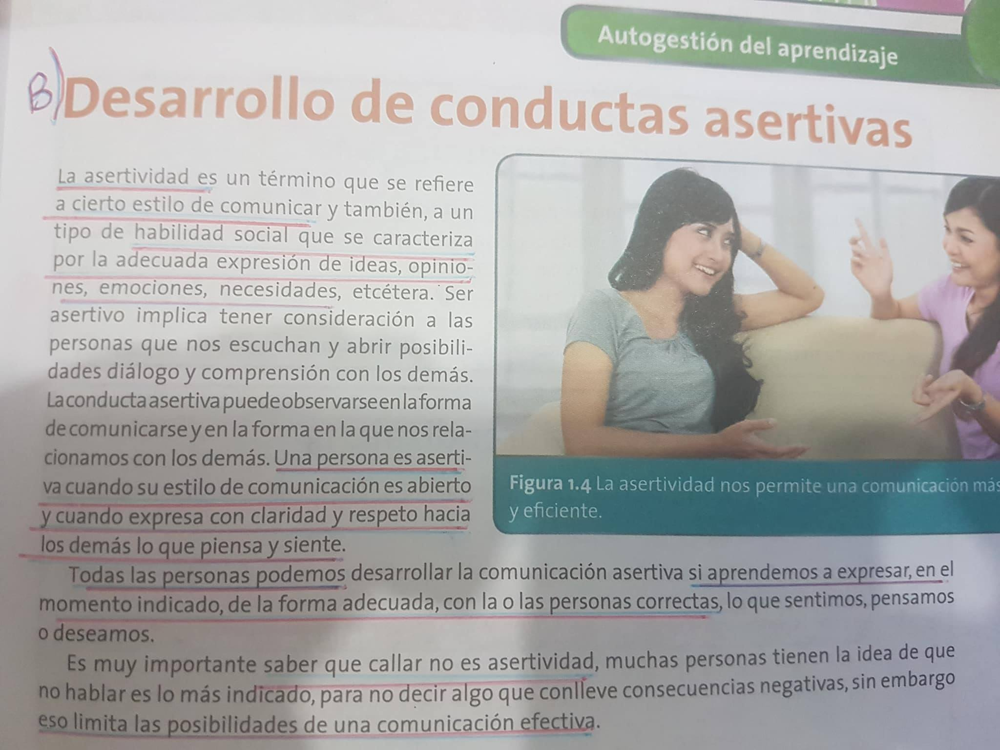 Autogestión del aprendizaje
B)
Desarrollo de conductas asertivas
La asertividad es un término que se refiere
a cierto estilo de comunicar y también, a un
tipo de habilidad social que se caracteriza
por la adecuada expresión de ideas, opinio-
nes, emociones, necesidades, etcétera. Ser
asertivo implica tener consideración a las
personas que nos escuchan y abrir posibili-
dades diálogo y comprensión con los demás.
La conducta asertiva puede observarse en la forma
de comunicarse y en la forma en la que nos rela-
cionamos con los demás. Una persona es aserti-
va cuando su estilo de comunicación es abierto
y cuando expresa con claridad y respeto hacia
los demás lo que piensa y siente.
Figura 1.4 La asertividad nos permite una comunicación más
y eficiente.
Todas las personas podemos desarrollar la comunicación asertiva si aprendemos a expresar, en el
momento indicado, de la forma adecuada, con la o las personas correctas, lo que sentimos, pensamos
o deseamos.
Es muy importante saber que callar no es asertividad, muchas personas tienen la idea de que
no hablar es lo más indicado, para no decir algo que conlleve consecuencias negativas, sin embargo
eso limita las posibilidades de una comunicación efectiva.